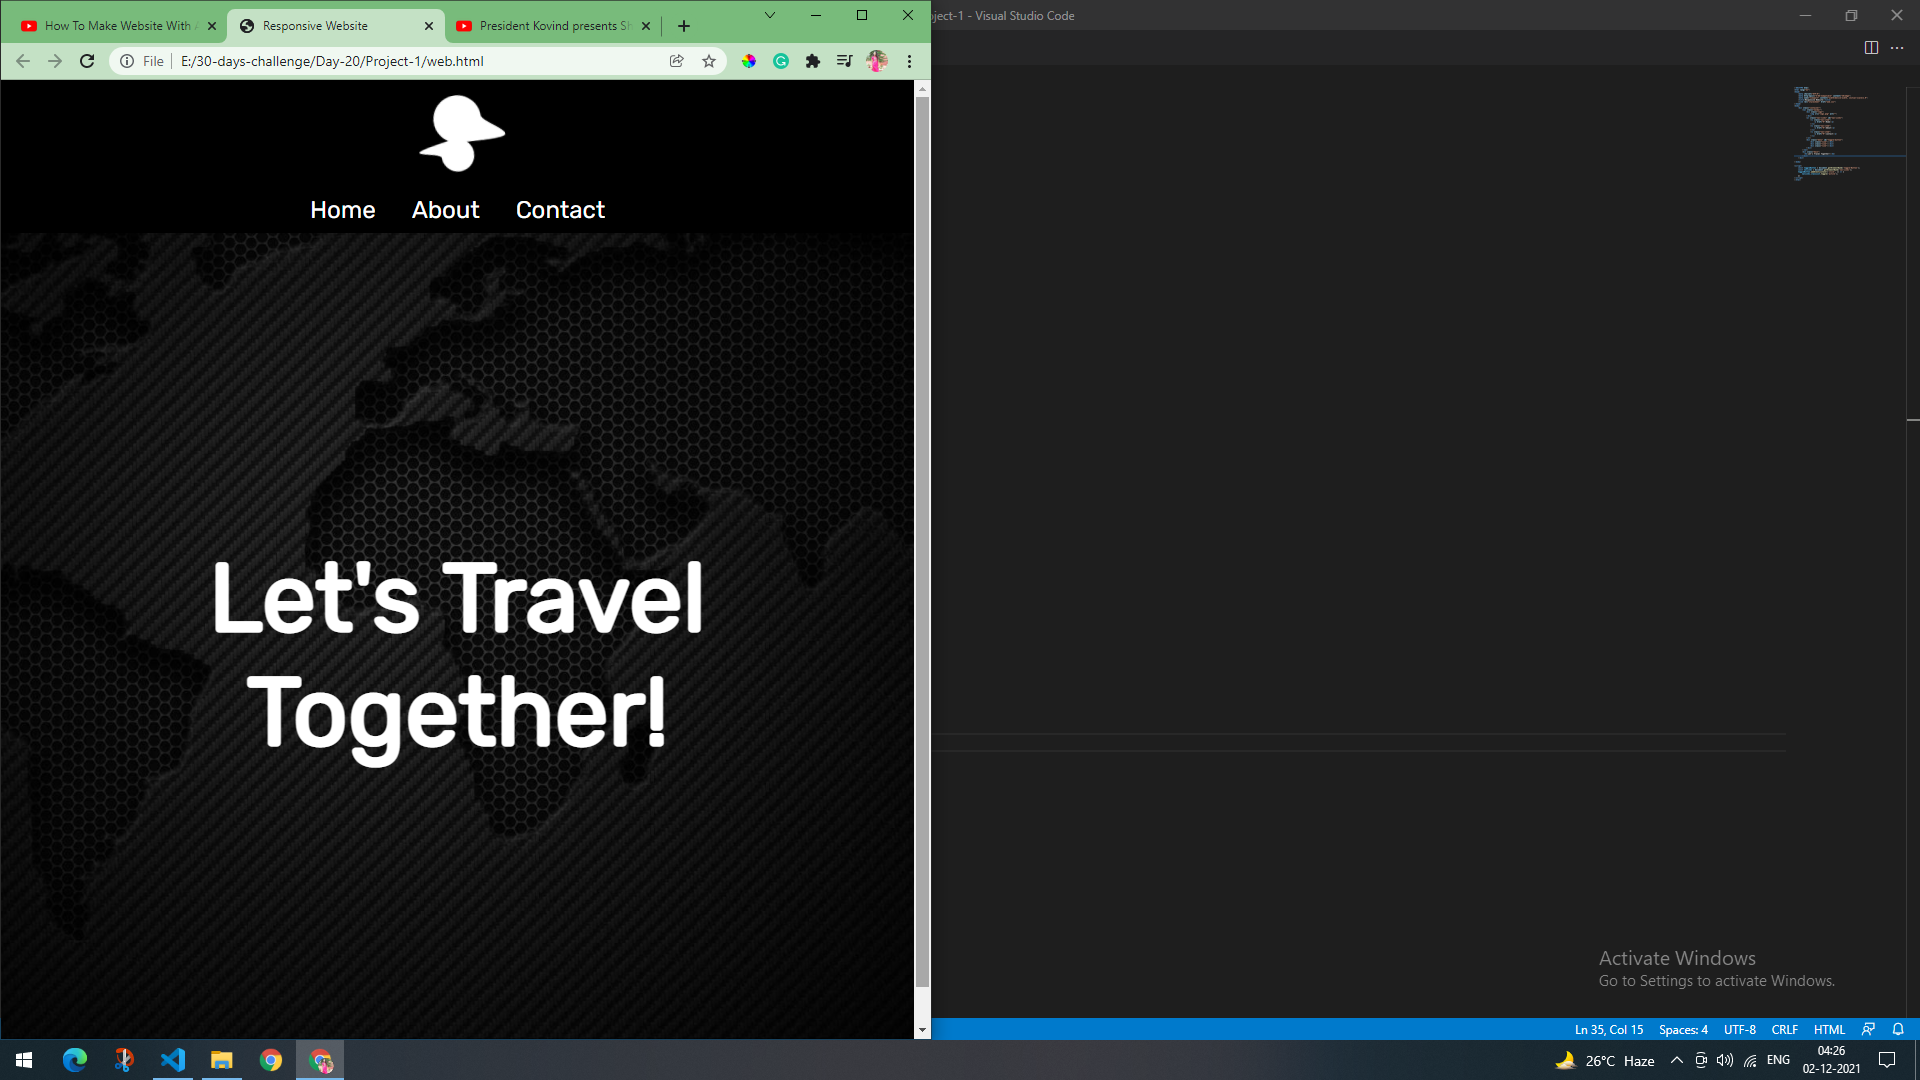 How To Make Website With
Responsive Website
President Kovind presents Sh
oject-1 - Visual Studio Code
File
E:/30-days-challenge/Day-20/Project-1/web.html
Home About Contact
Let's Travel
Together!
Activate Windows
Go to Settings to activate Windows.
Ln 35, Col 15 Spaces: 4 UTF-8 CRLF HTML
26°C Haze ENG
04:26
02-12-2021